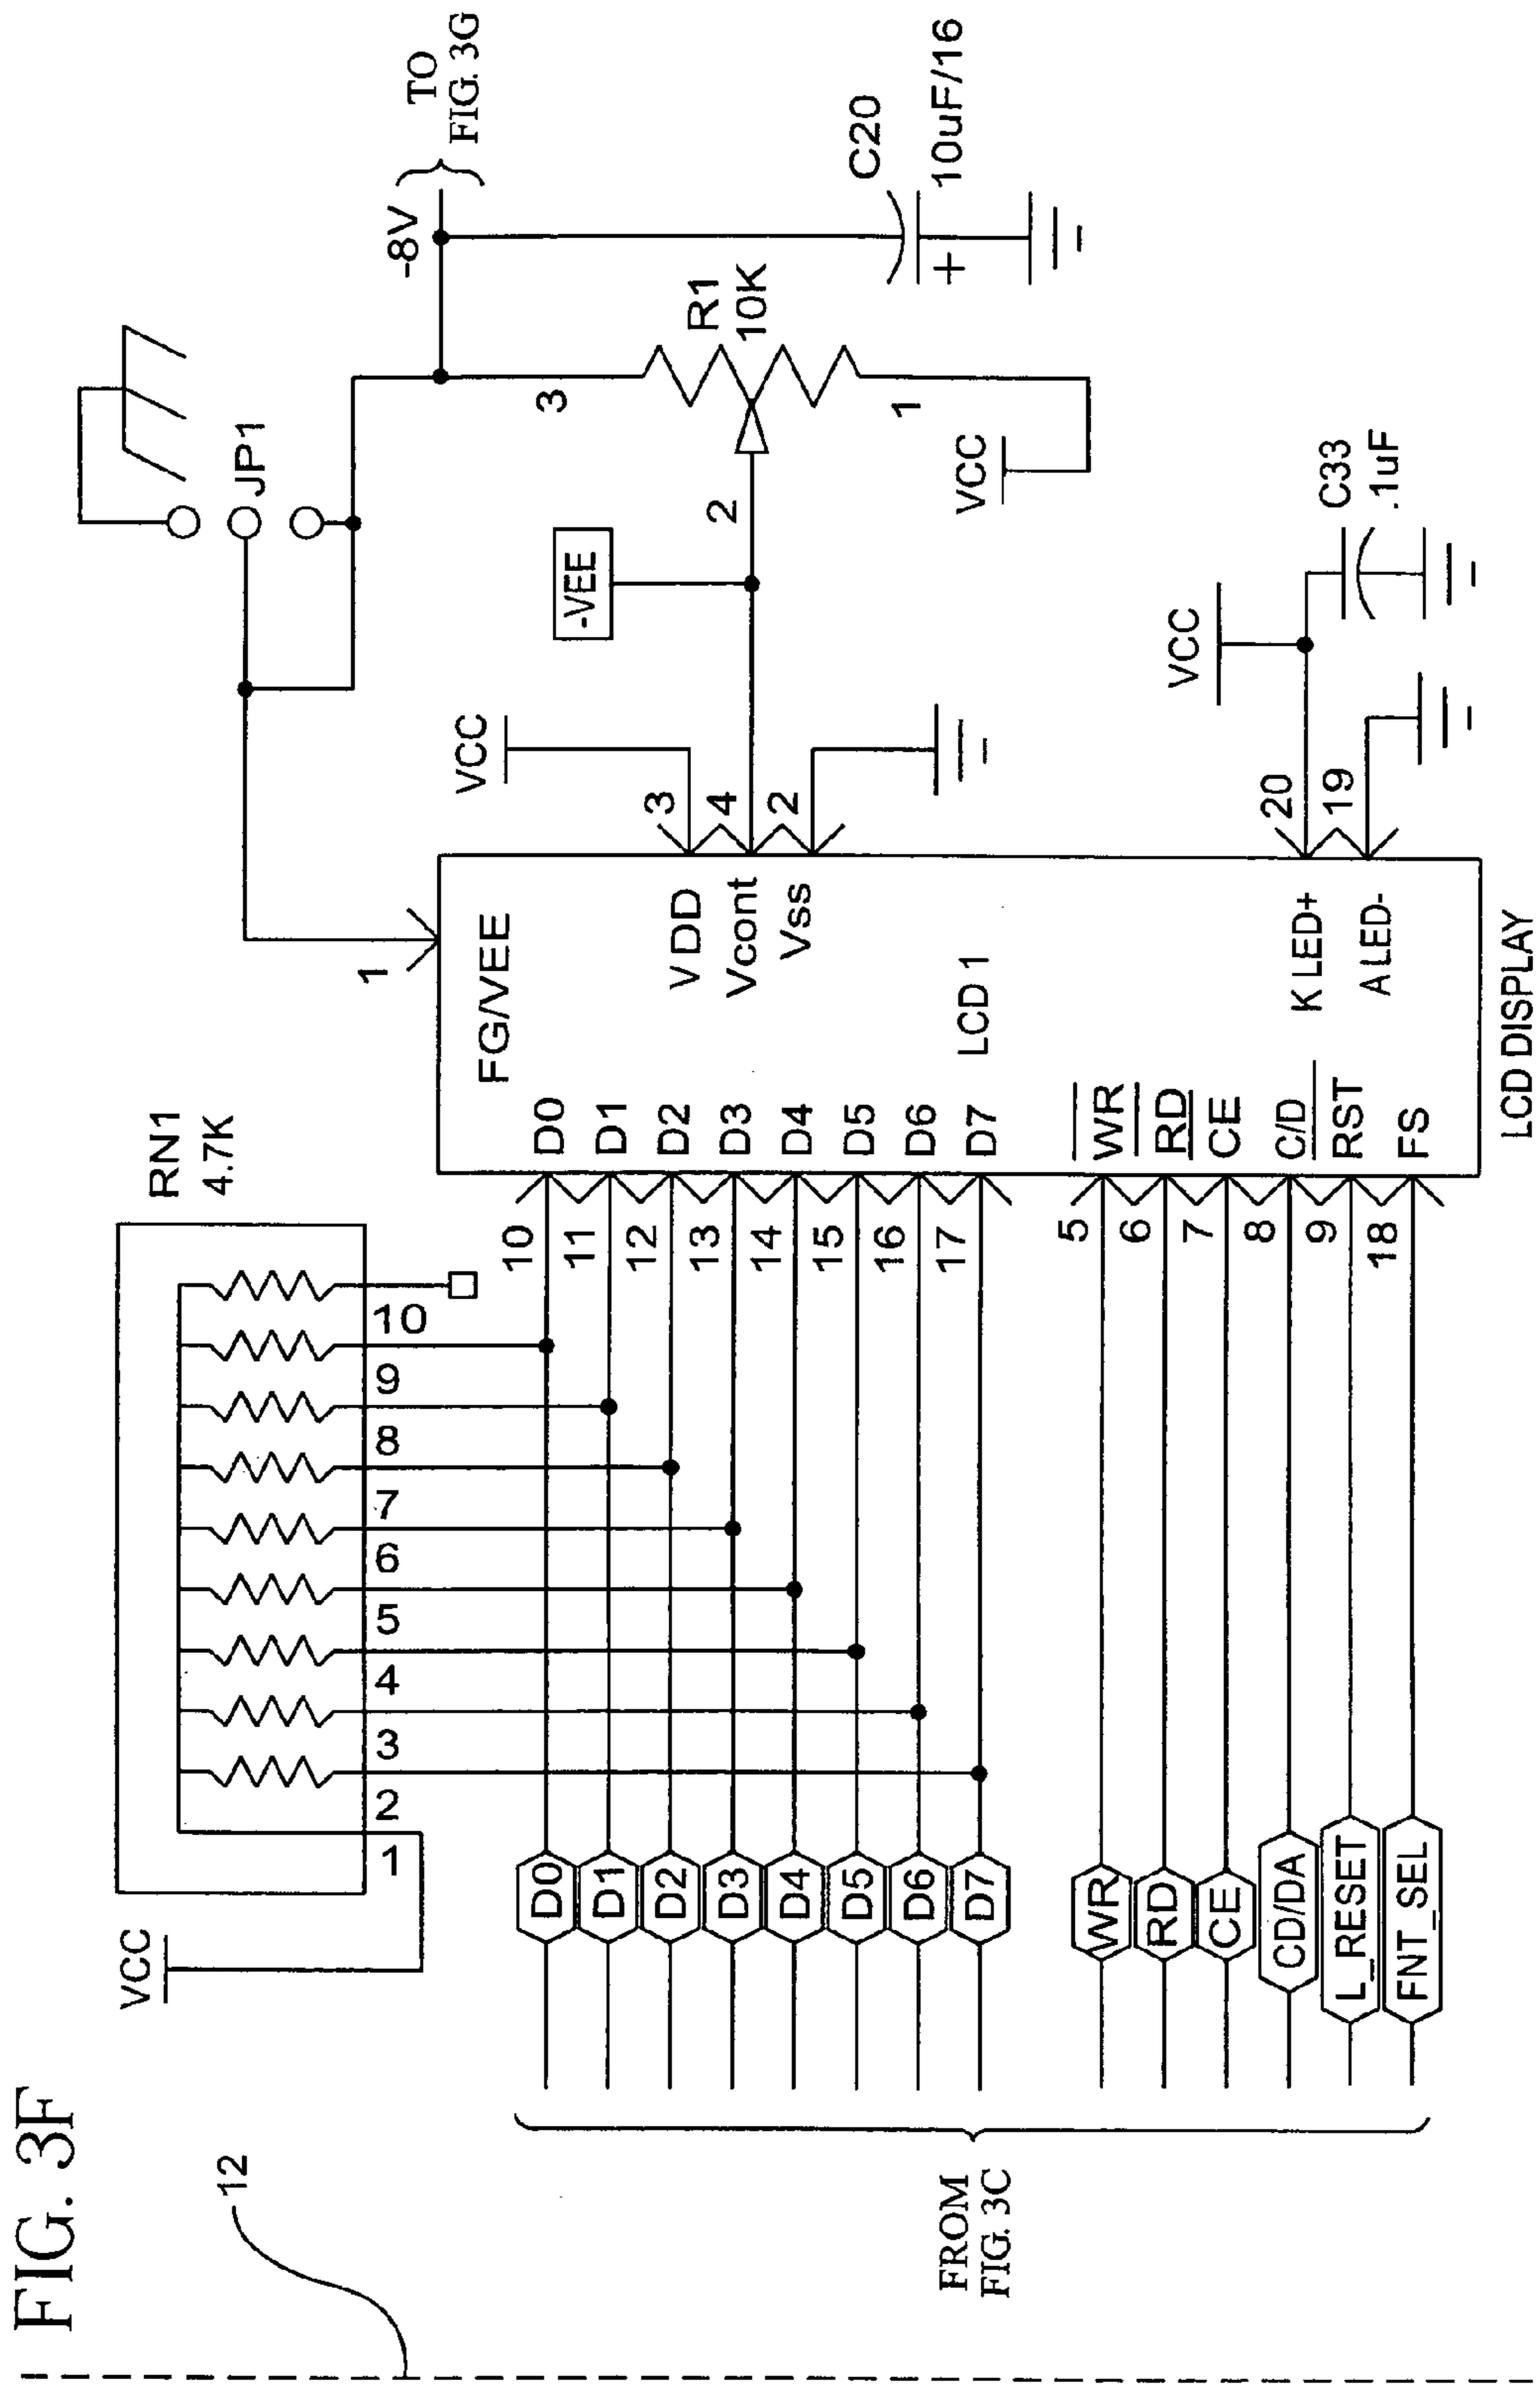 FIG. 3F
12
VCC
RN1
4.7K
1
2
3
4
5
6
7
8
9
10
JP1
-8V
TO
FIG. 3G
D0
D1
D2
D3
D4
D5
D6
D7
10
11
12
13
14
15
16
17
D0
D1
D2
D3
D4
D5
D6
D7
FG/VEE
1
VDD
Vcont
Vss
LCD 1
3
4
2
VCC
-VEE
2
3
R1
10K
1
VCC
C20
10uF/16
+
FROM
FIG. 3C
WR
RD
CE
CD/DA
L_RESET
FNT_SEL
5
6
7
8
9
18
WR
RD
CE
C/D
RST
FS
K LED+
A LED-
20
19
VCC
C33
.1uF
LCD DISPLAY